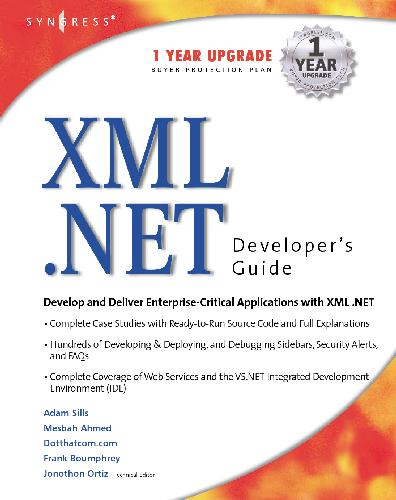 SYNGRESS®
1 YEAR UPGRADE
BUYER PROTECTION PLAN
1
YEAR
UPGRADE
XML
.NET
Developer's
Guide
Develop and Deliver Enterprise-Critical Applications with XML .NET
• Complete Case Studies with Ready-to-Run Source Code and Full Explanations
• Hundreds of Developing & Deploying, and Debugging Sidebars, Security Alerts,
and FAQs
• Complete Coverage of Web Services and the VS.NET Integrated Development
Environment (IDE)
Adam Sills
Mesbah Ahmed
Dotthatcom.com
Frank Boumphrey
Jonothon Ortiz Technical Editor